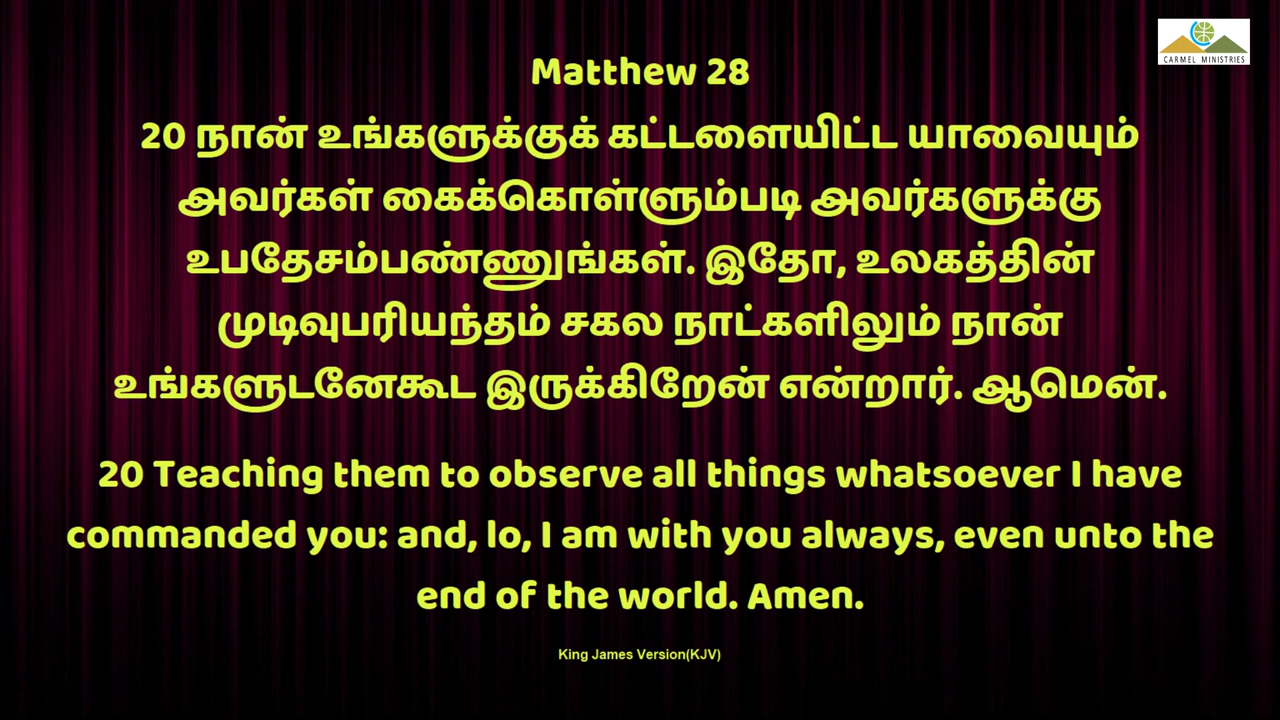 CARMEL MINISTRIES
Matthew 28
20 நான் உங்களுக்குக் கட்டளையிட்ட யாவையும்
அவர்கள் கைக்கொள்ளும்படி அவர்களுக்கு
உபதேசம்பண்ணுங்கள். இதோ, உலகத்தின்
முடிவுபரியந்தம் சகல நாட்களிலும் நான்
உங்களுடனேகூட இருக்கிறேன் என்றார். ஆமென்.
20 Teaching them to observe all things whatsoever I have
commanded you: and, lo, I am with you always, even unto the
end of the world. Amen.
King James Version(KJV)